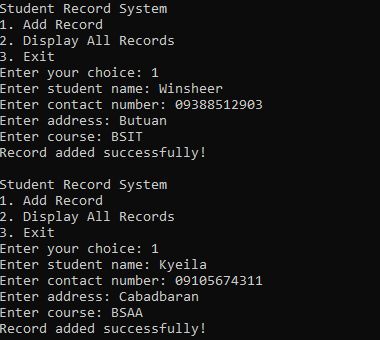 Student Record System
1. Add Record
2. Display All Records
3. Exit
Enter your choice: 1
Enter student name: Winsheer
Enter contact number: 09388512903
Enter address: Butuan
Enter course: BSIT
Record added successfully!

Student Record System
1. Add Record
2. Display All Records
3. Exit
Enter your choice: 1
Enter student name: Kyeila
Enter contact number: 09105674311
Enter address: Cabadbaran
Enter course: BSAA
Record added successfully!